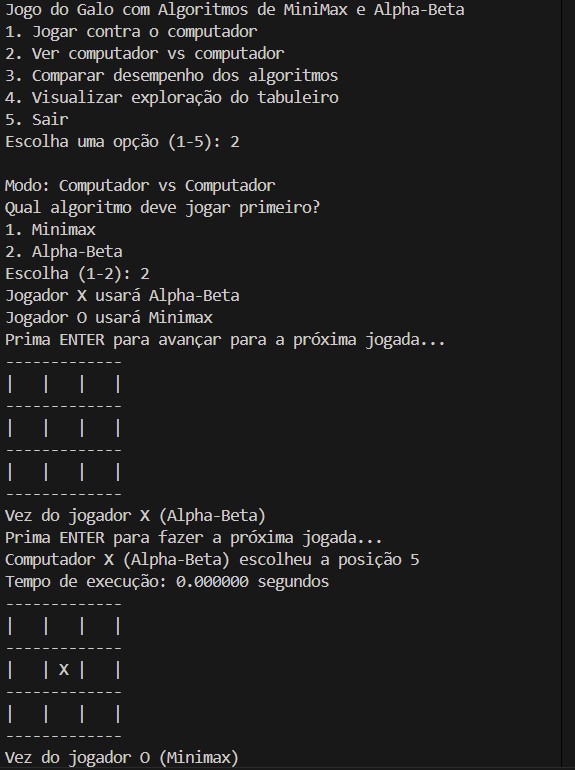 Jogo do Galo com Algoritmos de MiniMax e Alpha-Beta
1. Jogar contra o computador
2. Ver computador vs computador
3. Comparar desempenho dos algoritmos
4. Visualizar exploração do tabuleiro
5. Sair
Escolha uma opção (1-5): 2

Modo: Computador vs Computador
Qual algoritmo deve jogar primeiro?
1. Minimax
2. Alpha-Beta
Escolha (1-2): 2
Jogador X usará Alpha-Beta
Jogador O usará Minimax
Prima ENTER para avançar para a próxima jogada...
-------------
|   |   |   |
-------------
|   |   |   |
-------------
|   |   |   |
-------------
Vez do jogador X (Alpha-Beta)
Prima ENTER para fazer a próxima jogada...
Computador X (Alpha-Beta) escolheu a posição 5
Tempo de execução: 0.000000 segundos
-------------
|   |   |   |
-------------
|   | X |   |
-------------
|   |   |   |
-------------
Vez do jogador O (Minimax)